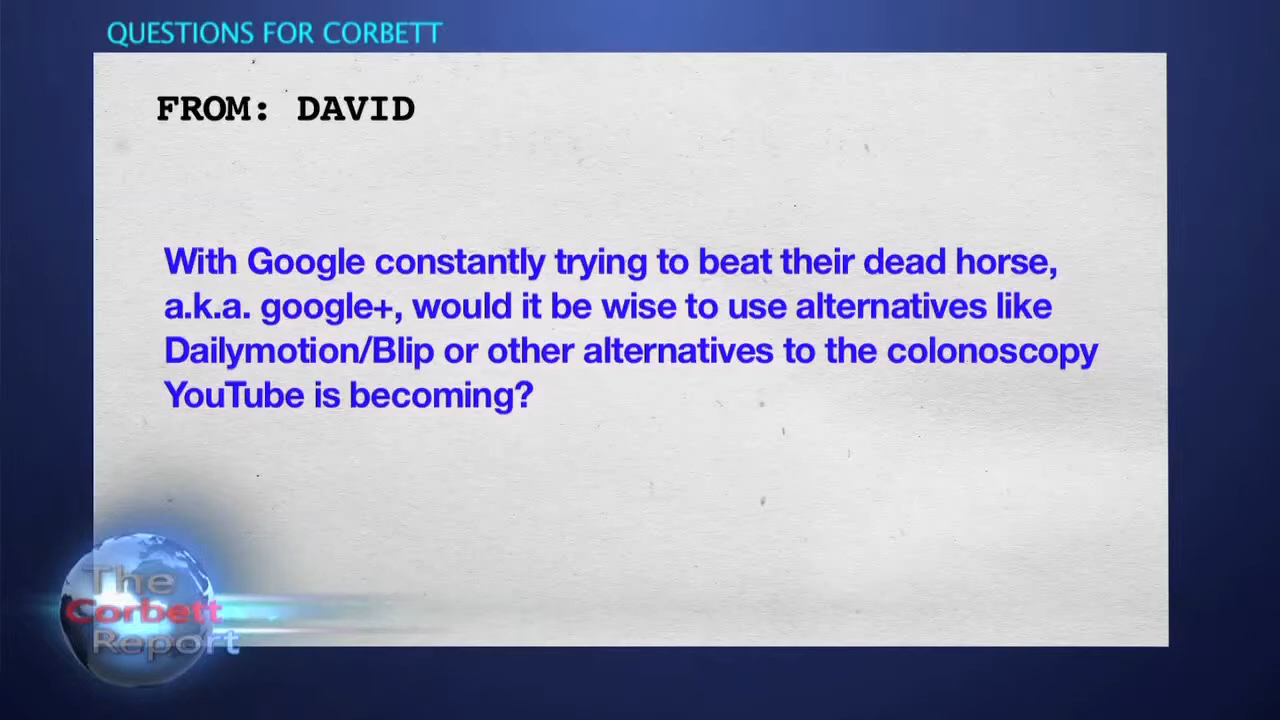 QUESTIONS FOR CORBETT
FROM: DAVID
With Google constantly trying to beat their dead horse,
a.k.a. google+, would it be wise to use alternatives like
Dailymotion/Blip or other alternatives to the colonoscopy
YouTube is becoming?
The
Corbett
Report